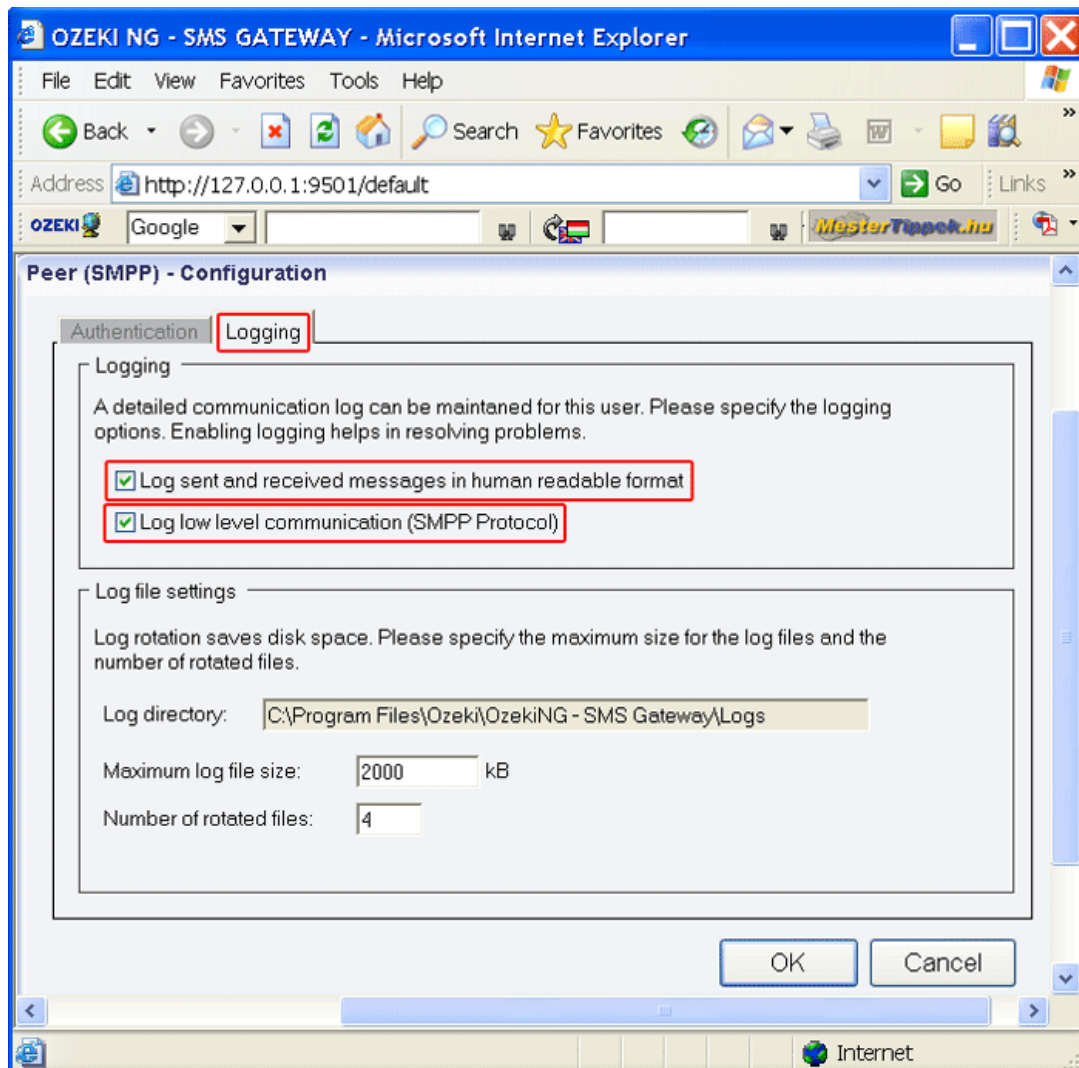 OZEKI NG - SMS GATEWAY - Microsoft Internet Explorer
File Edit View Favorites Tools Help
Back Search Favorites
Address http://127.0.0.1:9501/default Go Links
OZEKI Google MesterTippek.hu
Peer (SMPP) - Configuration
Authentication Logging
Logging
A detailed communication log can be maintaned for this user. Please specify the logging
options. Enabling logging helps in resolving problems.
Log sent and received messages in human readable format
Log low level communication (SMPP Protocol)
Log file settings
Log rotation saves disk space. Please specify the maximum size for the log files and the
number of rotated files.
Log directory: C:\Program Files\Ozeki\OzekiNG - SMS Gateway\Logs
Maximum log file size: 2000 kB
Number of rotated files: 4
OK Cancel
Internet